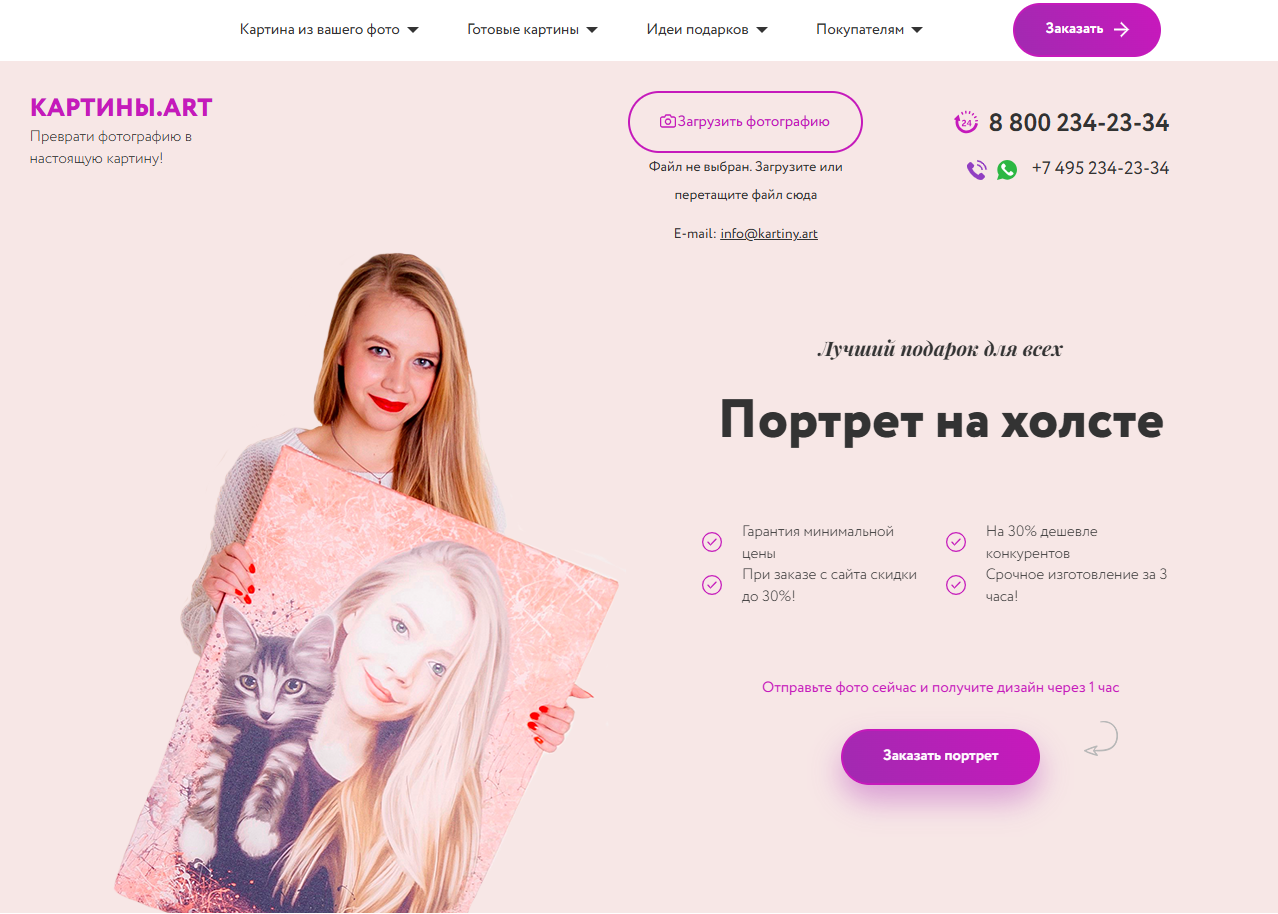 Картина из вашего фото
Готовые картины
Идеи подарков
Покупателям
Заказать
КАРТИНЫ.ART
Преврати фотографию в
настоящую картину!
Загрузить фотографию
Файл не выбран. Загрузите или
перетащите файл сюда
E-mail: info@kartiny.art
24
8 800 234-23-34
+7 495 234-23-34
Лучший подарок для всех
Портрет на холсте
Гарантия минимальной
цены
На 30% дешевле
конкурентов
При заказе с сайта скидки
до 30%!
Срочное изготовление за 3
часа!
Отправьте фото сейчас и получите дизайн через 1 час
Заказать портрет